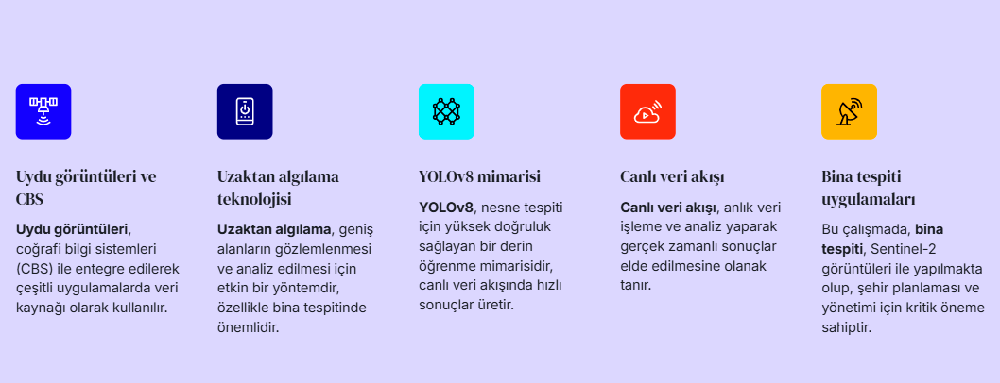 Uydu görüntüleri ve
CBS
Uydu görüntüleri,
coğrafi bilgi sistemleri
(CBS) ile entegre edilerek
çeşitli uygulamalarda veri
kaynağı olarak kullanılır.
Uzaktan algılama
teknolojisi
Uzaktan algılama, geniş
alanların gözlemlenmesi
ve analiz edilmesi için
etkin bir yöntemdir,
özellikle bina tespitinde
önemlidir.
YOLOv8 mimarisi
YOLOv8, nesne tespiti
için yüksek doğruluk
sağlayan bir derin
öğrenme mimarisidir,
canlı veri akışında hızlı
sonuçlar üretir.
Canlı veri akışı
Canlı veri akışı, anlık veri
işleme ve analiz yaparak
gerçek zamanlı sonuçlar
elde edilmesine olanak
tanır.
Bina tespiti
uygulamaları
Bu çalışmada, bina
tespiti, Sentinel-2
görüntüleri ile yapılmakta
olup, şehir planlaması ve
yönetimi için kritik öneme
sahiptir.